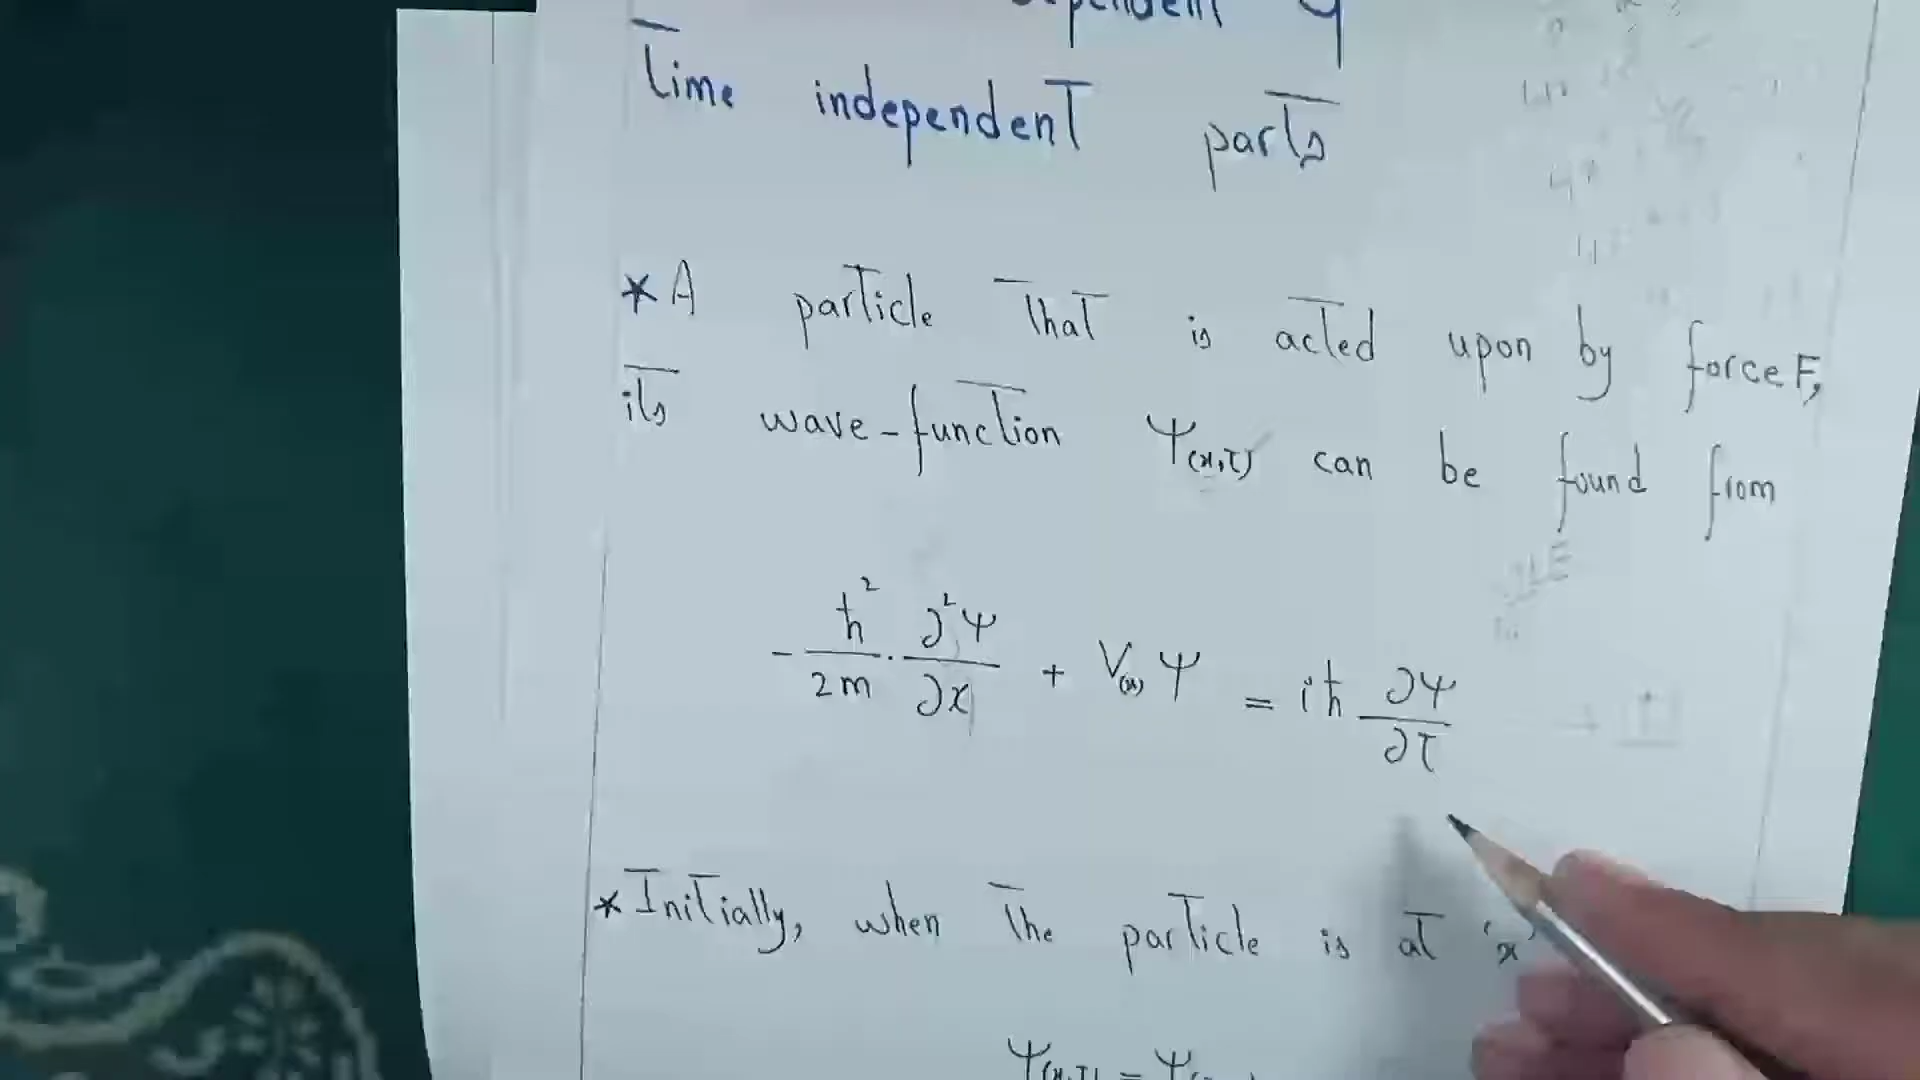 Time independent parts
* A particle that is acted upon by force F,
its wave-function Ψ(x,t) can be found from
- ħ²/2m . ∂²Ψ/∂x + V(x) Ψ = iħ ∂Ψ/∂t
* Initially, when the particle is at 'x'